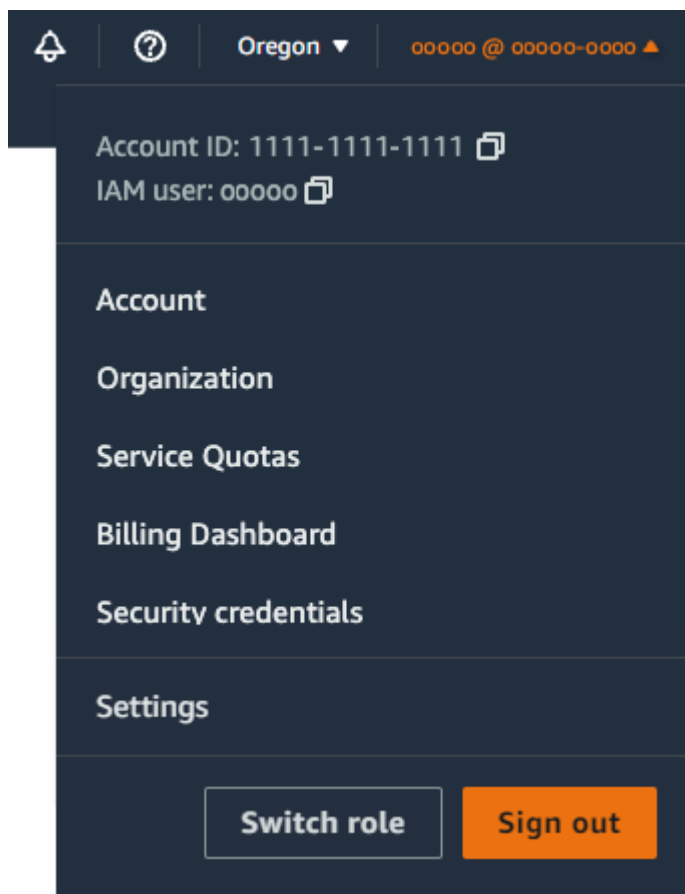 Oregon ▼ ooooo @ ooooo-oooo ▲
Account ID: 1111-1111-1111
IAM user: ooooo
Account
Organization
Service Quotas
Billing Dashboard
Security credentials
Settings
Switch role Sign out